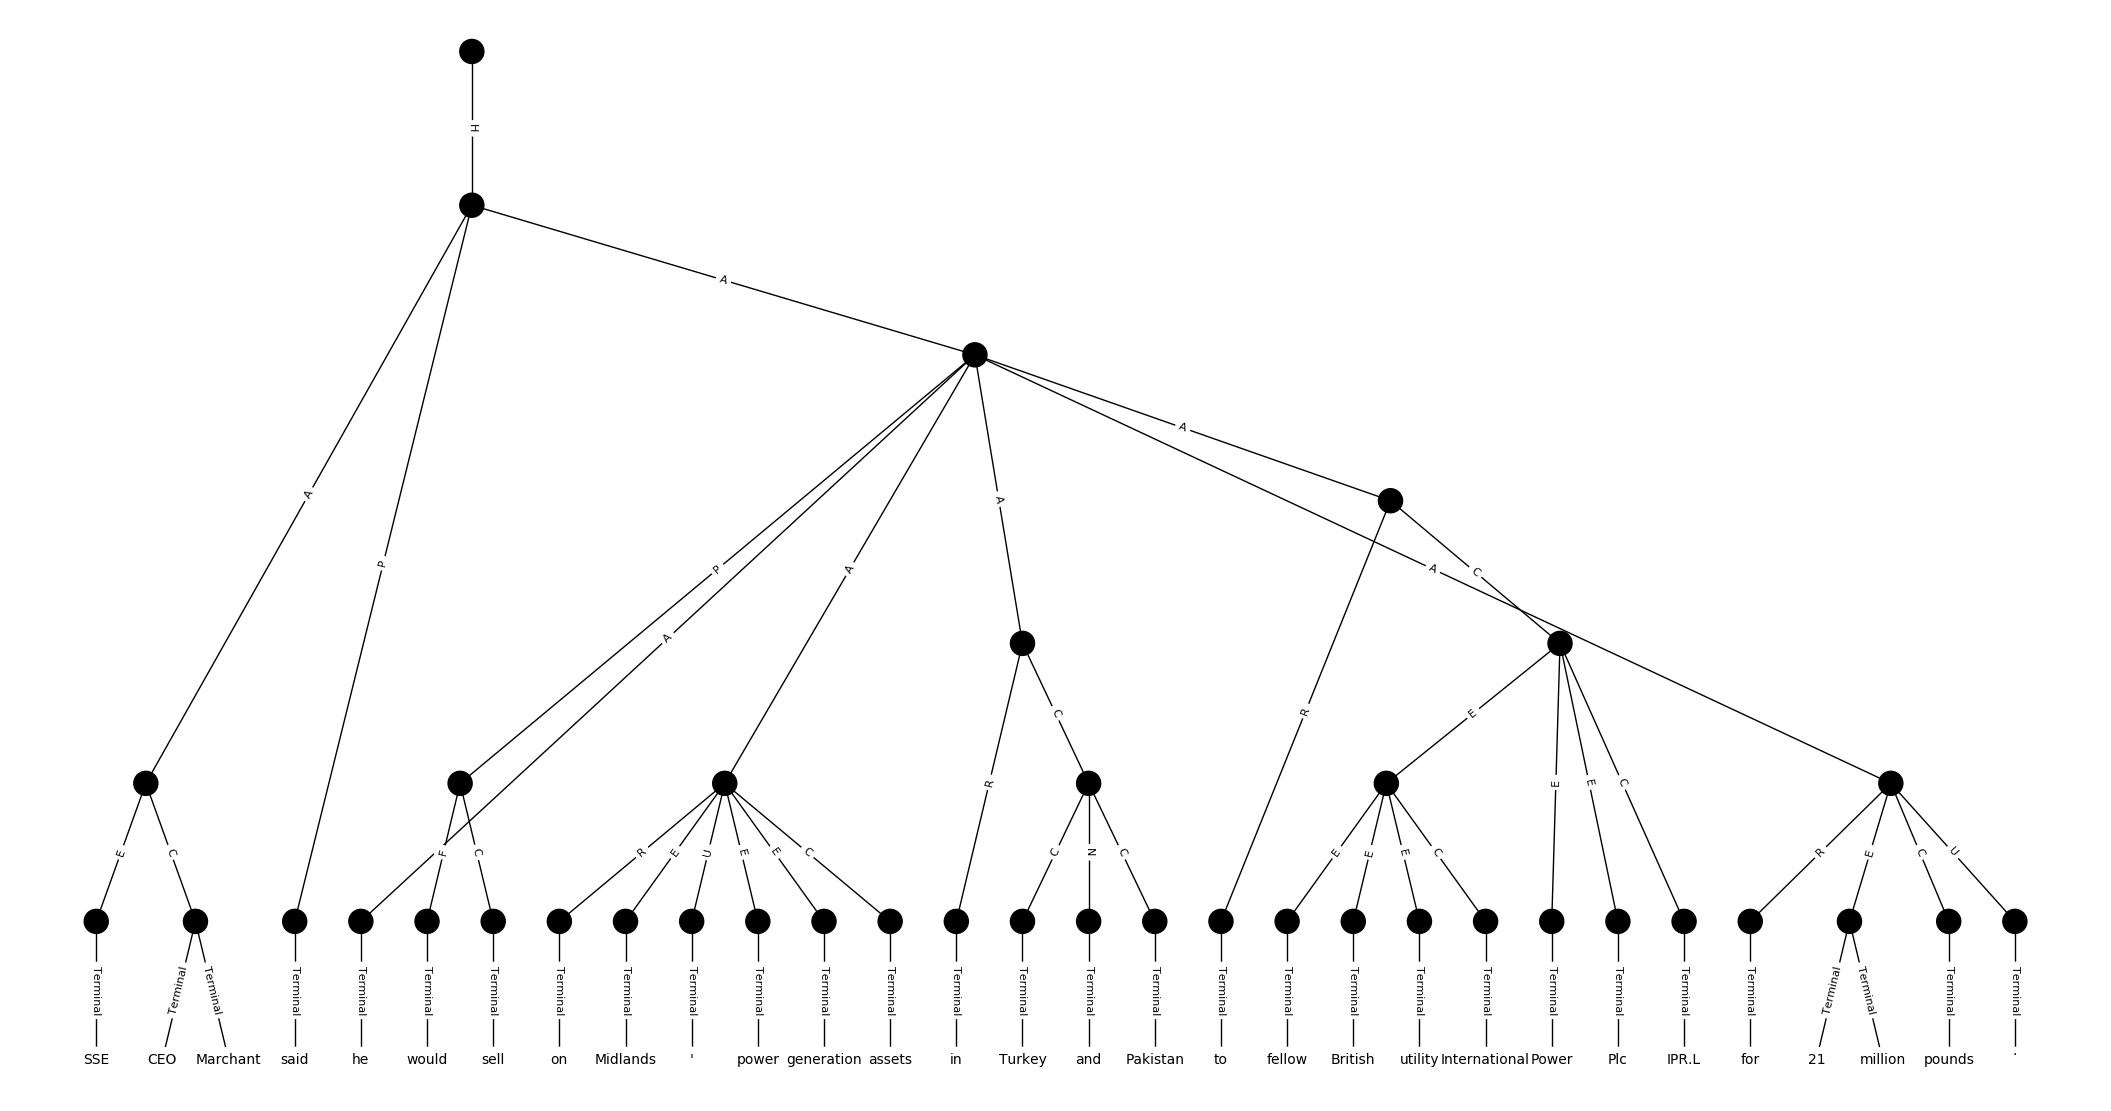 H
A
A
A
A
P
P
A
A
A
C
A
R
E
C
R
E
E
C
E
C
F
C
R
E
U
E
E
C
C
N
C
E
E
E
C
R
E
C
U
Terminal Terminal Terminal Terminal Terminal Terminal Terminal Terminal Terminal Terminal Terminal Terminal Terminal Terminal Terminal Terminal Terminal Terminal Terminal Terminal Terminal Terminal Terminal Terminal Terminal Terminal Terminal Terminal Terminal Terminal
SSE CEO Marchant said he would sell on Midlands ' power generation assets in Turkey and Pakistan to fellow British utility International Power Plc IPR.L for 21 million pounds .